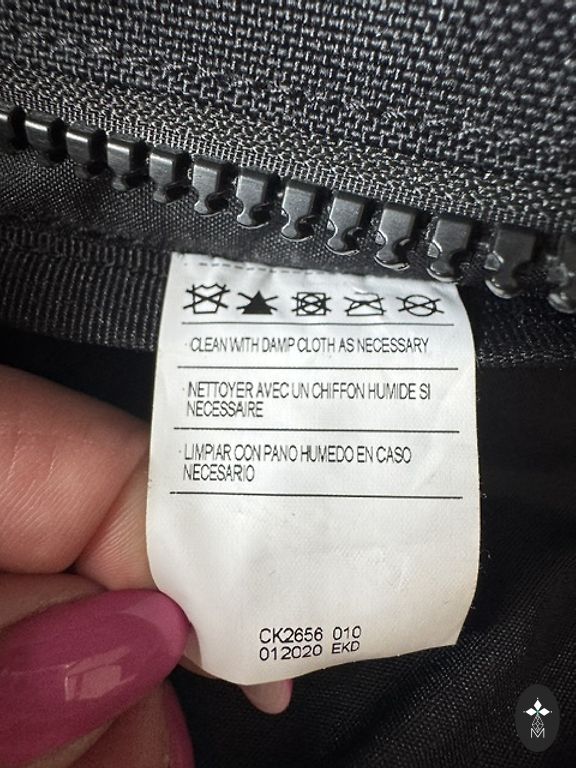 · CLEAN WITH DAMP CLOTH AS NECESSARY
· NETTOYER AVEC UN CHIFFON HUMIDE SI
NECESSAIRE
· LIMPIAR CON PANO HUMEDO EN CASO
NECESARIO
CK2656 010
012020 EKD
M